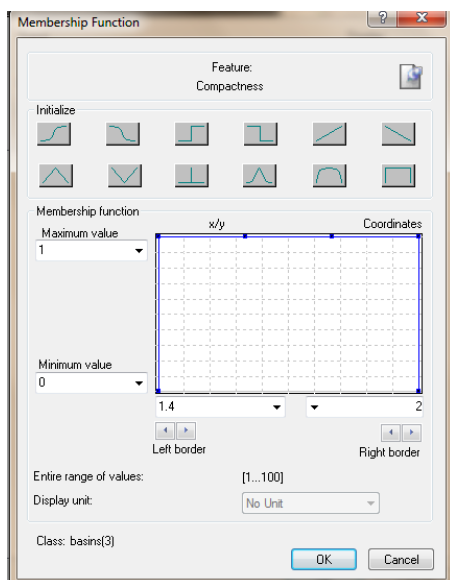 Membership Function
?
Feature:
Compactness
Initialize
Membership function
x/y
Coordinates
Maximum value
1
Minimum value
0
1.4
2
Left border
Right border
Entire range of values:
[1...100]
Display unit:
No Unit
Class: basins(3)
OK
Cancel